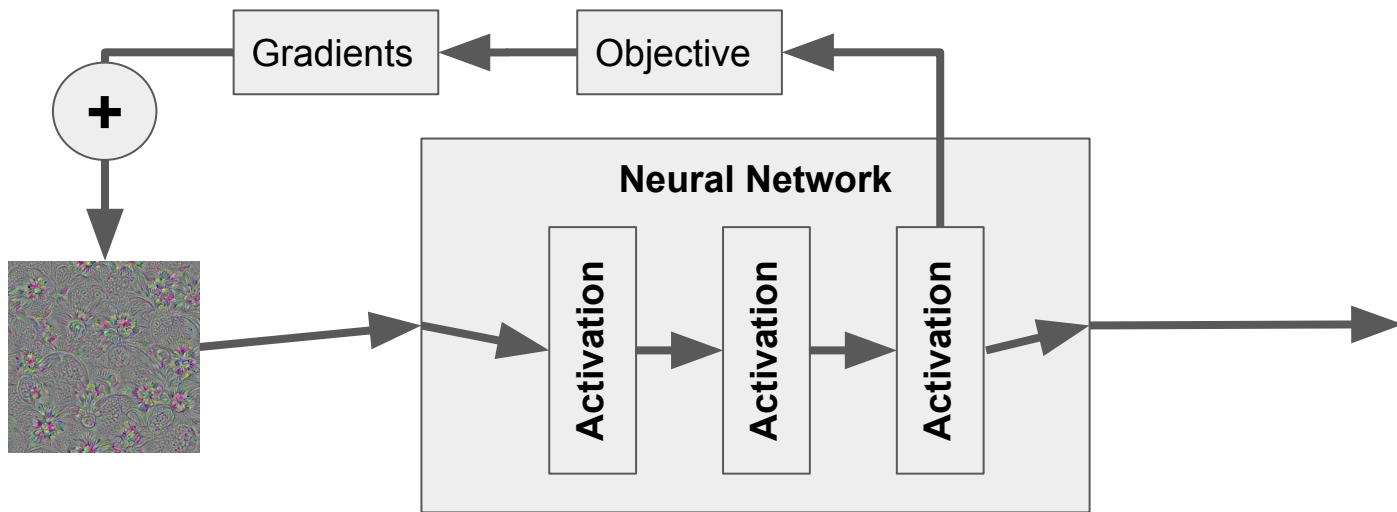 Gradients
Objective
+
Neural Network
Activation
Activation
Activation